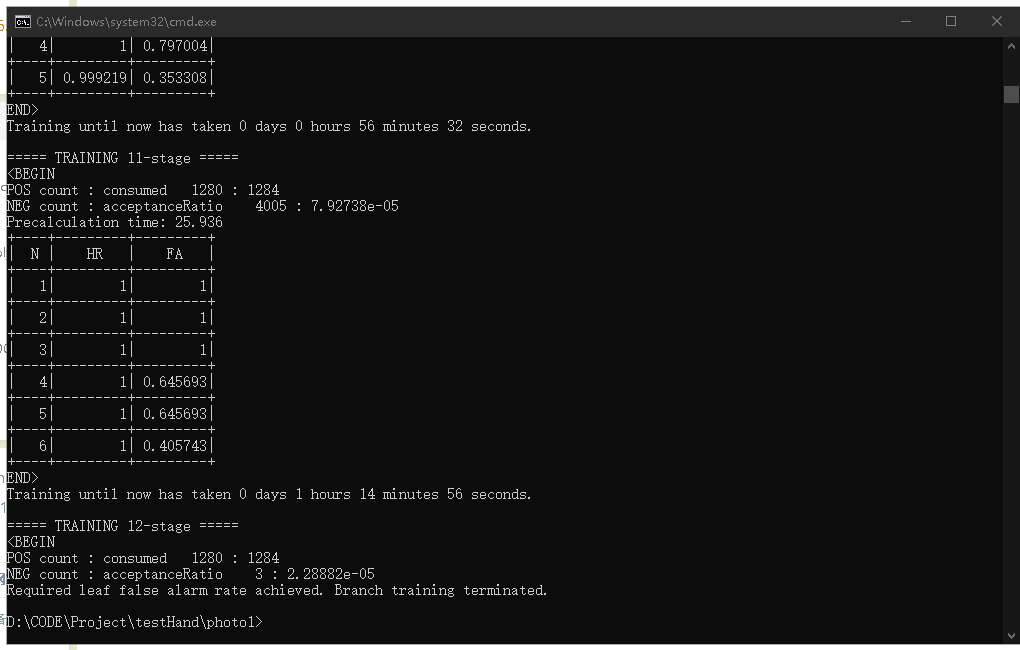 C:\Windows\system32\cmd.exe
|   4|        1| 0.797004|
+----+---------+---------+
|   5| 0.999219| 0.353308|
+----+---------+---------+
END>
Training until now has taken 0 days 0 hours 56 minutes 32 seconds.
===== TRAINING 11-stage =====
<BEGIN
POS count : consumed   1280 : 1284
NEG count : acceptanceRatio    4005 : 7.92738e-05
Precalculation time: 25.936
+----+---------+---------+
|  N |    HR   |    FA   |
+----+---------+---------+
|   1|        1|        1|
+----+---------+---------+
|   2|        1|        1|
+----+---------+---------+
|   3|        1|        1|
+----+---------+---------+
|   4|        1| 0.645693|
+----+---------+---------+
|   5|        1| 0.645693|
+----+---------+---------+
|   6|        1| 0.405743|
+----+---------+---------+
END>
Training until now has taken 0 days 1 hours 14 minutes 56 seconds.
===== TRAINING 12-stage =====
<BEGIN
POS count : consumed   1280 : 1284
NEG count : acceptanceRatio    3 : 2.28882e-05
Required leaf false alarm rate achieved. Branch training terminated.
D:\CODE\Project\testHand\photo1>